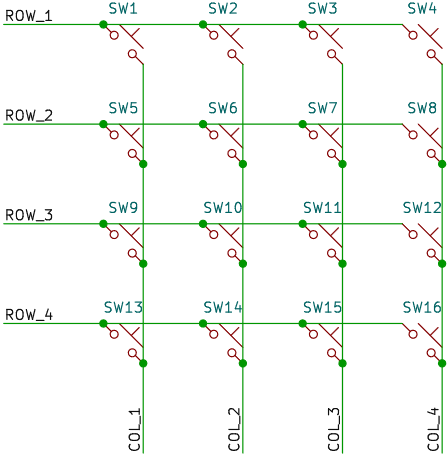 SW1 SW2 SW3 SW4
ROW_1
SW5 SW6 SW7 SW8
ROW_2
SW9 SW10 SW11 SW12
ROW_3
SW13 SW14 SW15 SW16
ROW_4
COL_1 COL_2 COL_3 COL_4